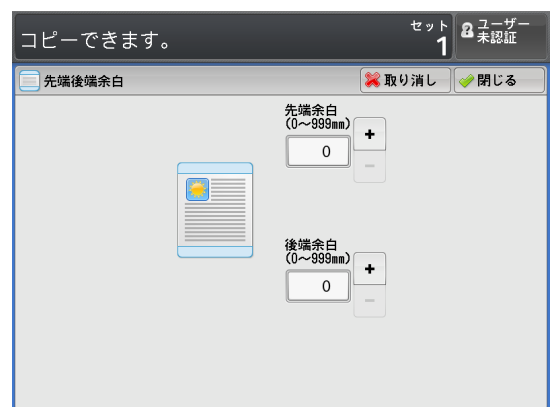 コピーできます。
セット
1
ユーザー
未認証
先端後端余白
取り消し
閉じる
先端余白
(0～999mm)
0
+
-
後端余白
(0～999mm)
0
+
-